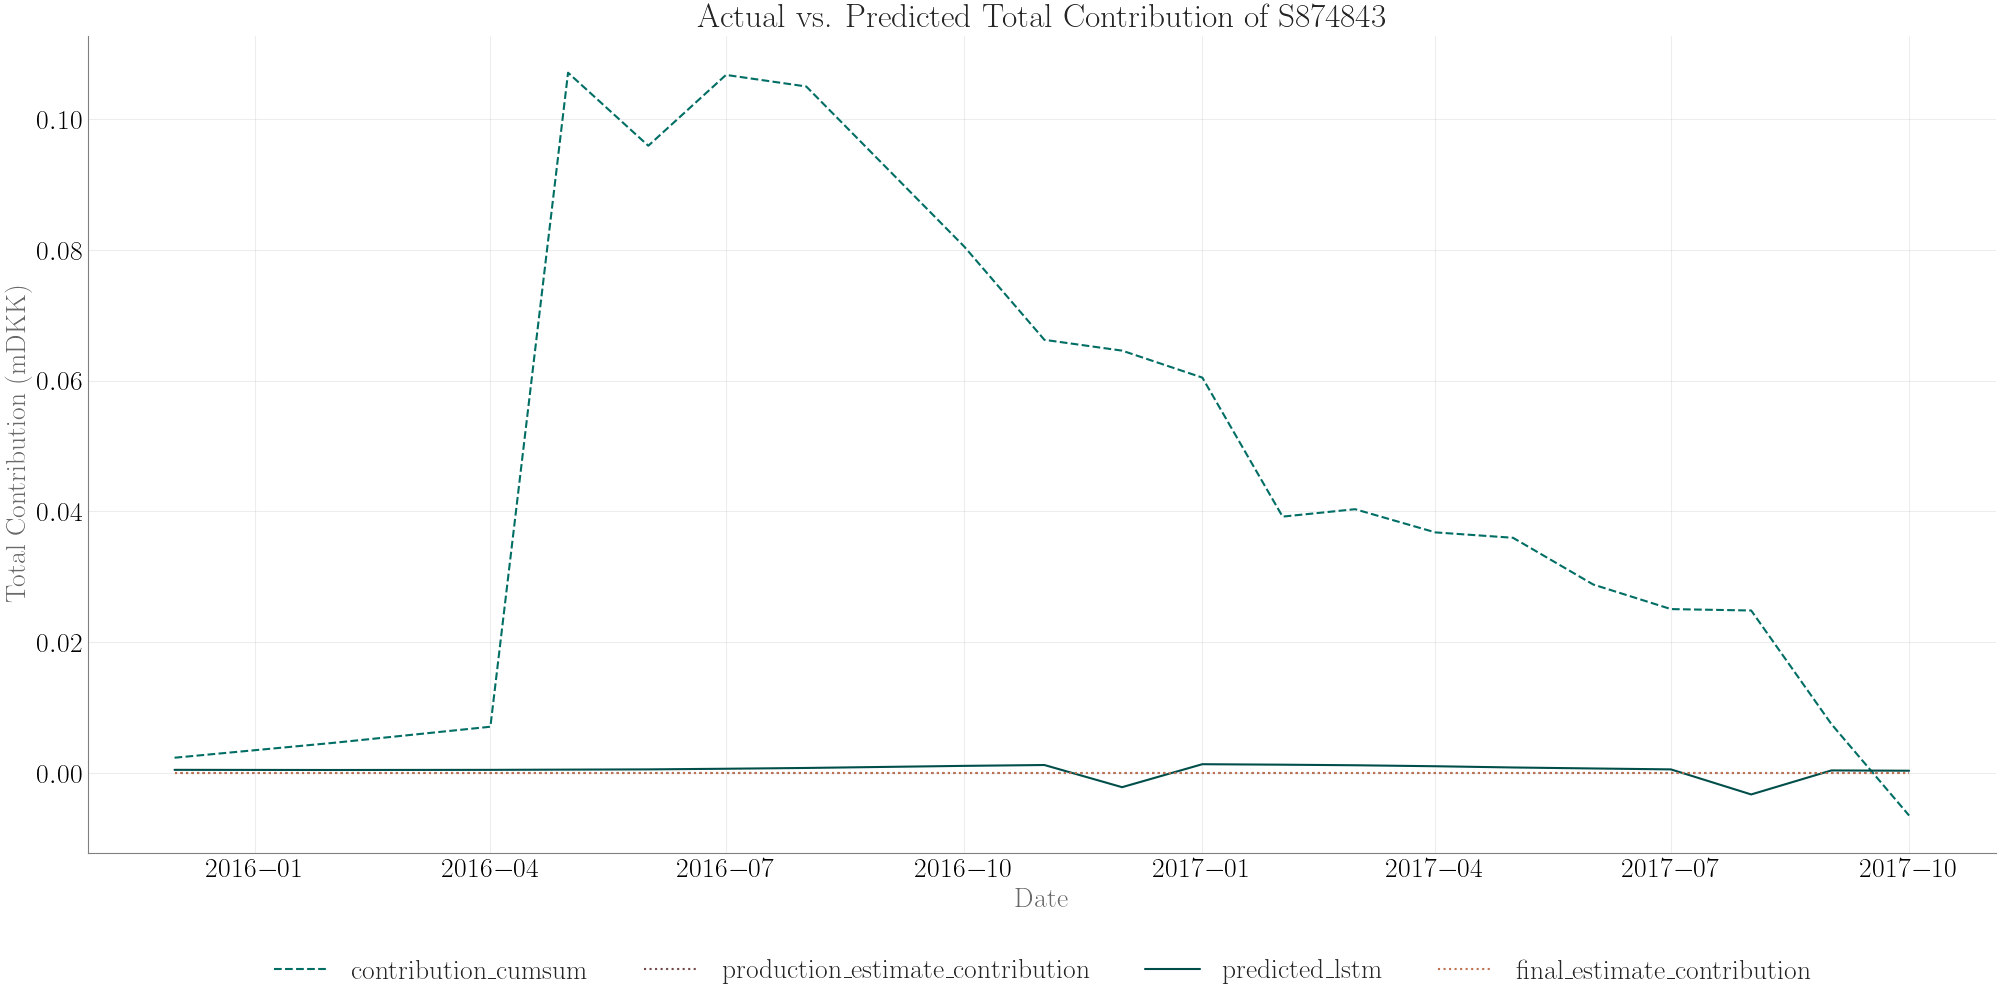 Actual vs. Predicted Total Contribution of S874843
Total Contribution (mDKK)
0.10
0.08
0.06
0.04
0.02
0.00
2016–01 2016–04 2016–07 2016–10 2017–01 2017–04 2017–07 2017–10
Date
contribution_cumsum production_estimate_contribution predicted_lstm final_estimate_contribution